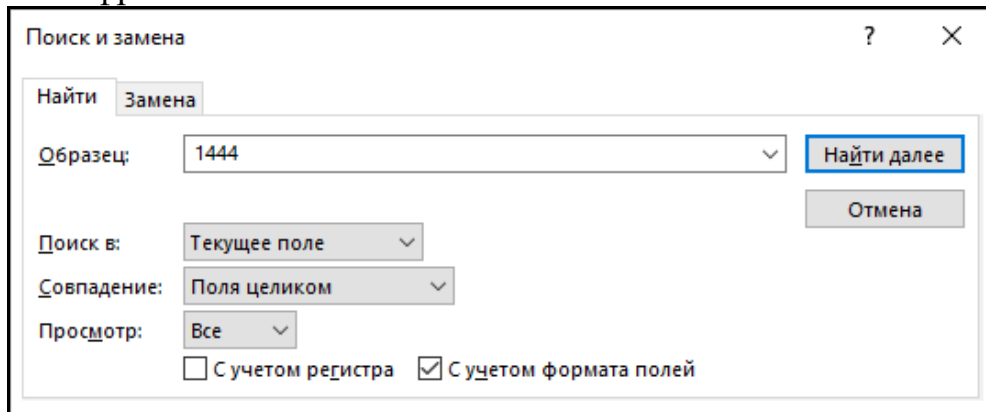 Поиск и замена ?
Найти Замена
Образец: 1444 Найти далее
Отмена
Поиск в: Текущее поле
Совпадение: Поля целиком
Просмотр: Все
С учетом регистра С учетом формата полей